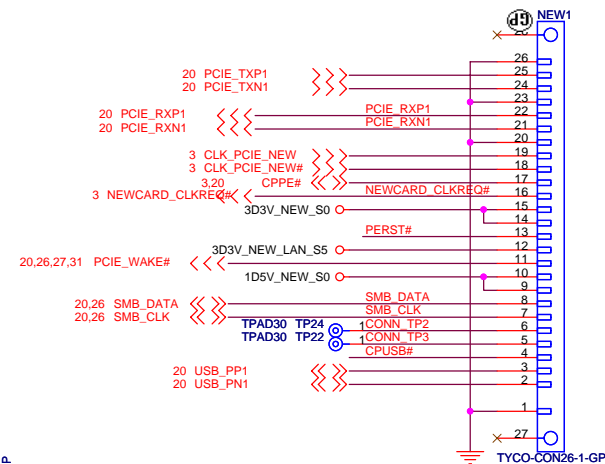 GP NEW1
26
20 PCIE_TXP1 25
20 PCIE_TXN1 24
23
20 PCIE_RXP1 PCIE_RXP1 22
20 PCIE_RXN1 PCIE_RXN1 21
20
3 CLK_PCIE_NEW 19
3 CLK_PCIE_NEW# 18
3,20 CPPE# 17
3 NEWCARD_CLKREQ# NEWCARD_CLKREQ# 16
3D3V_NEW_S0 15
14
PERST# 13
3D3V_NEW_LAN_S5 12
20,26,27,31 PCIE_WAKE# 11
1D5V_NEW_S0 10
9
20,26 SMB_DATA SMB_DATA 8
20,26 SMB_CLK SMB_CLK 7
TPAD30 TP24 1 CONN_TP2 6
TPAD30 TP22 1 CONN_TP3 5
CPUSB# 4
20 USB_PP1 3
20 USB_PN1 2
1
27
TYCO-CON26-1-GP
P